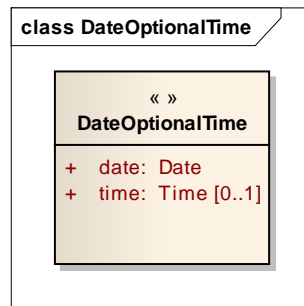 class DateOptionalTime
« »
DateOptionalTime
+ date: Date
+ time: Time [0..1]